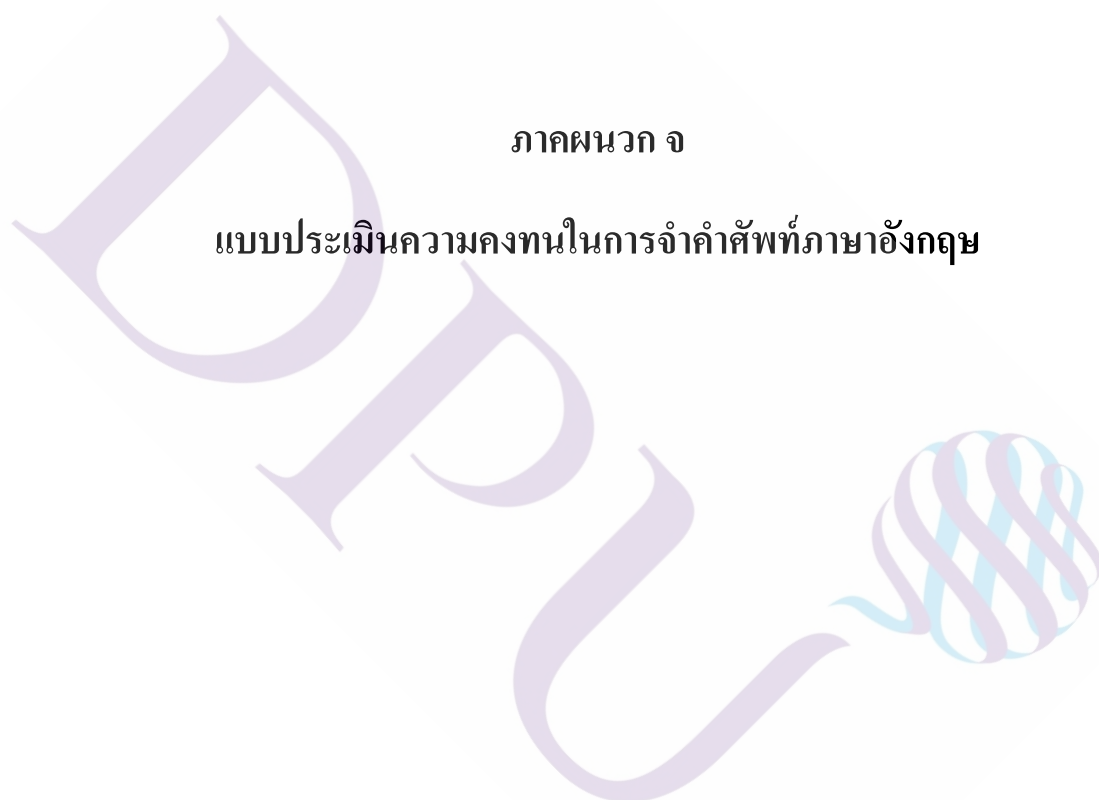 ภาคผนวก จ
แบบประเมินความคงทนในการจำคำศัพท์ภาษาอังกฤษ
DPU